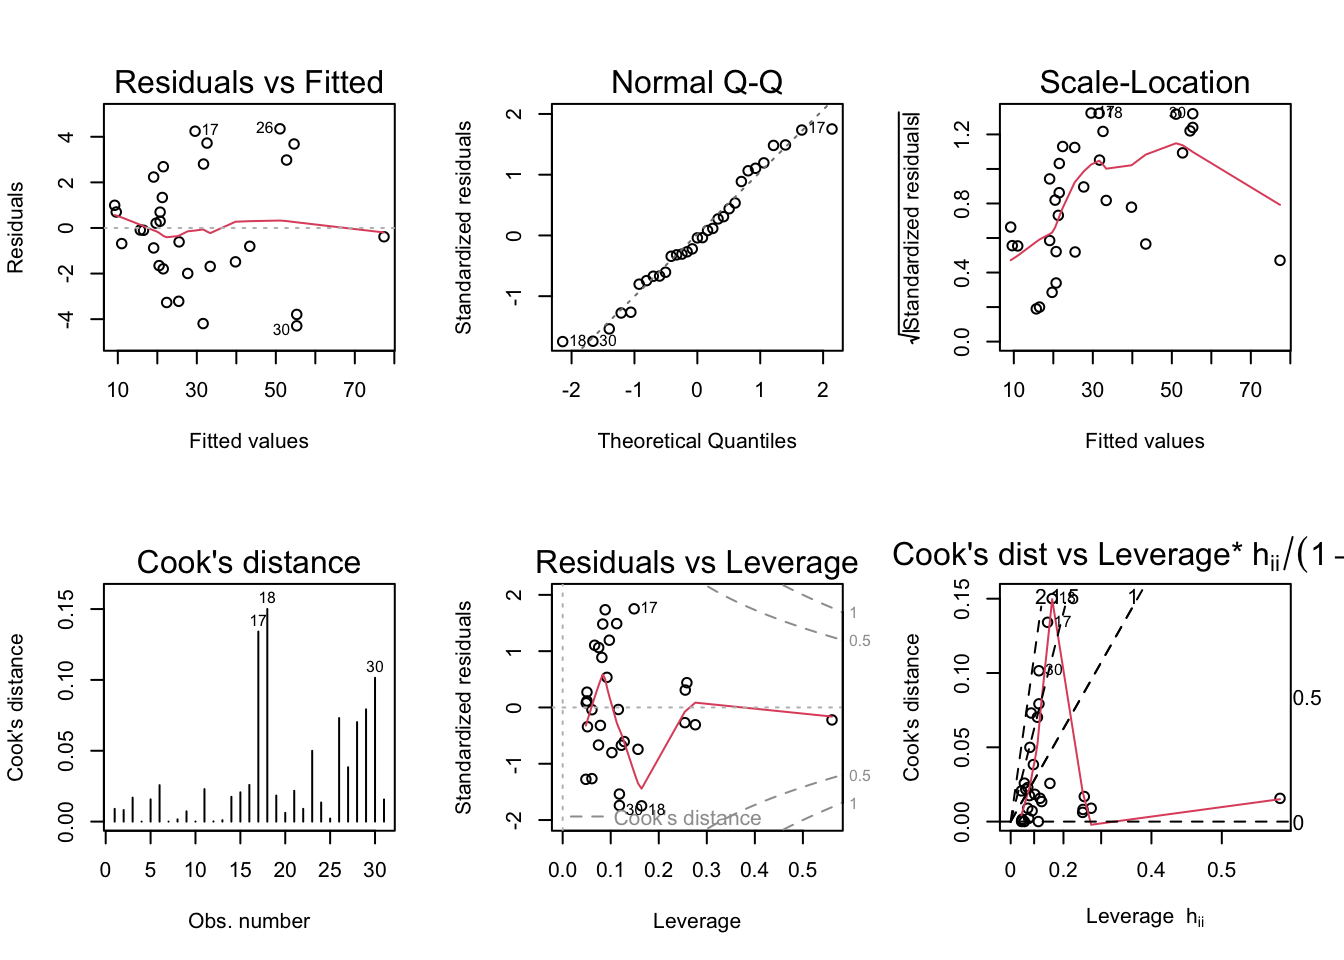 Residuals vs Fitted
Residuals
4
2
0
-2
-4
17
26
30
10 30 50 70
Fitted values
Normal Q-Q
Standardized residuals
2
1
0
-1
17
18
30
-2 -1 0 1 2
Theoretical Quantiles
Scale-Location
√|Standardized residuals|
1.2
0.8
0.4
0.0
17
18
30
10 30 50 70
Fitted values
Cook's distance
Cook's distance
0.15
0.10
0.05
0.00
18
17
30
0 5 10 15 20 25 30
Obs. number
Residuals vs Leverage
Standardized residuals
2
1
0
-1
-2
17
30
18
1
0.5
0.5
1
Cook's distance
0.0 0.1 0.2 0.3 0.4 0.5
Leverage
Cook's dist vs Leverage* hii/(1 −
Cook's distance
0.15
0.10
0.05
0.00
2
1.5
18
1
17
30
0.5
0
0 0.2 0.4 0.5
Leverage hii